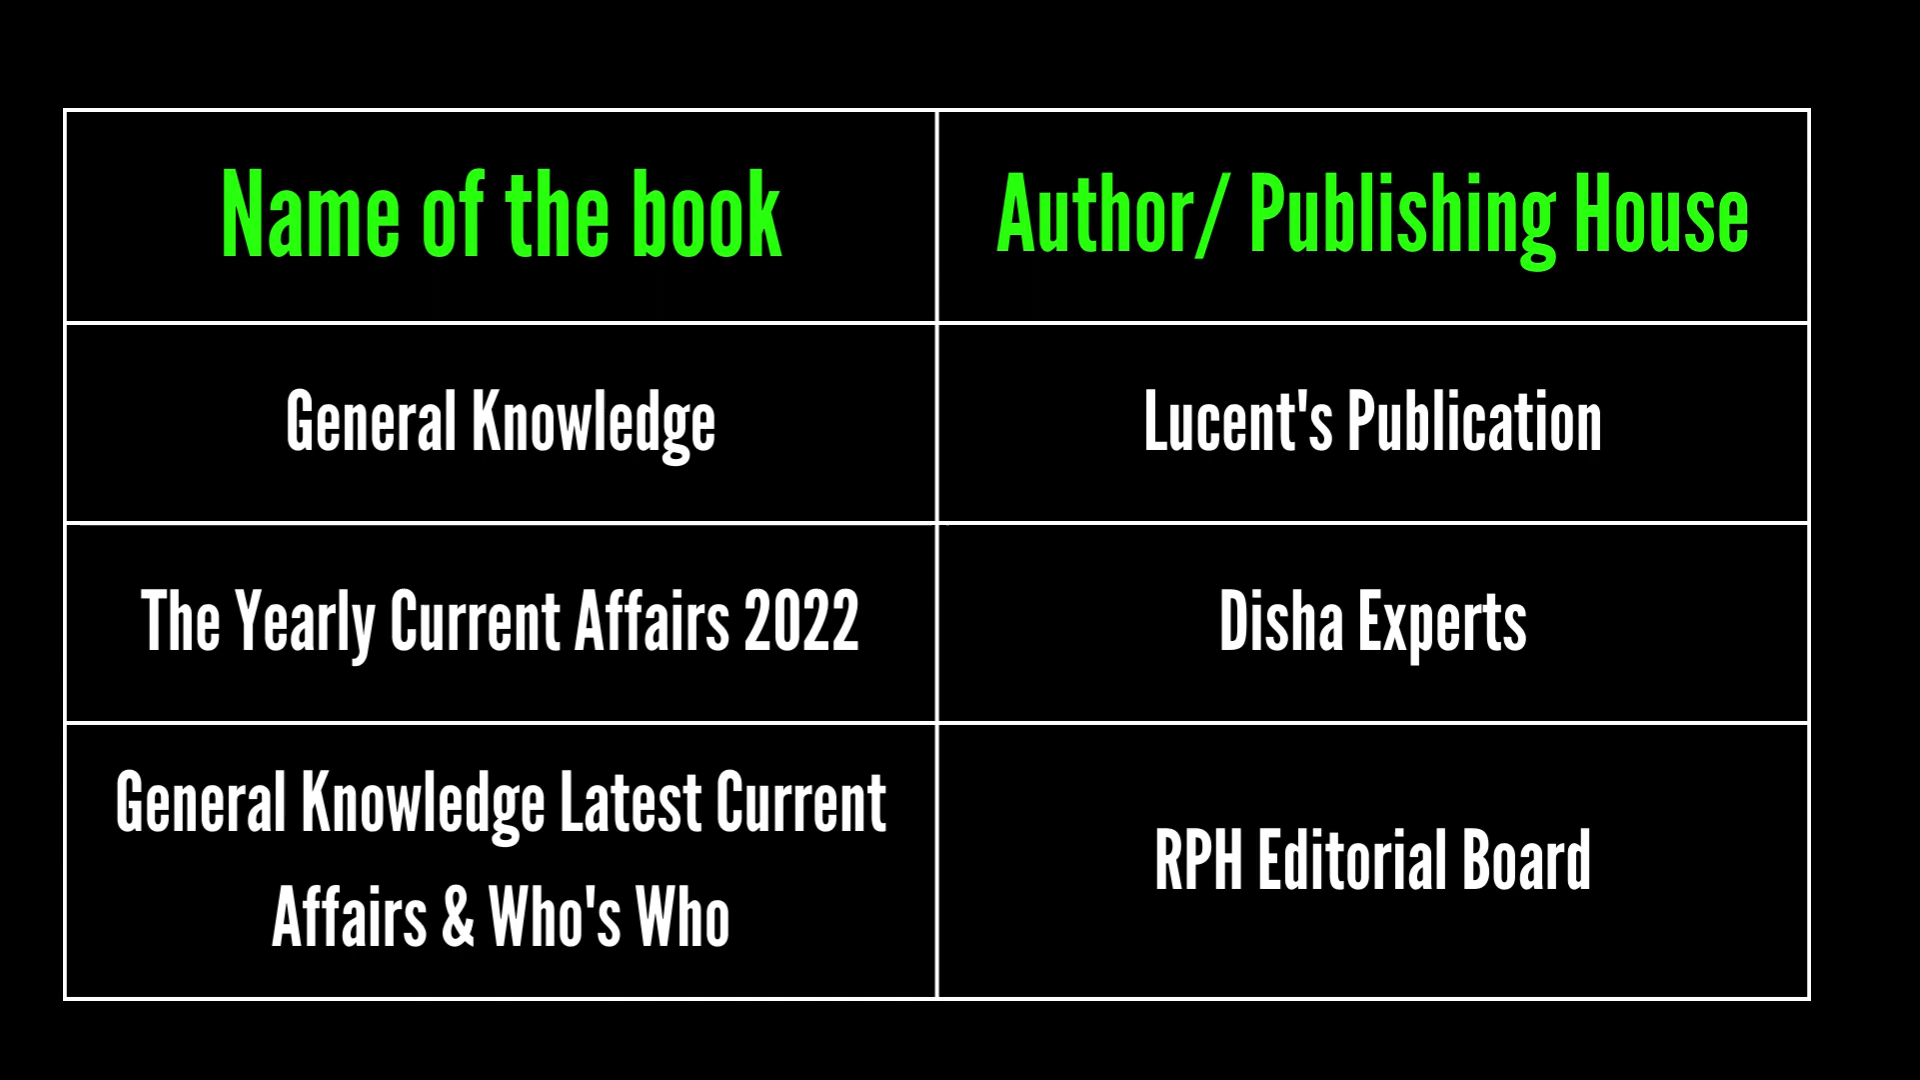 Name of the book
Author/ Publishing House
General Knowledge
Lucent's Publication
The Yearly Current Affairs 2022
Disha Experts
General Knowledge Latest Current
Affairs & Who's Who
RPH Editorial Board